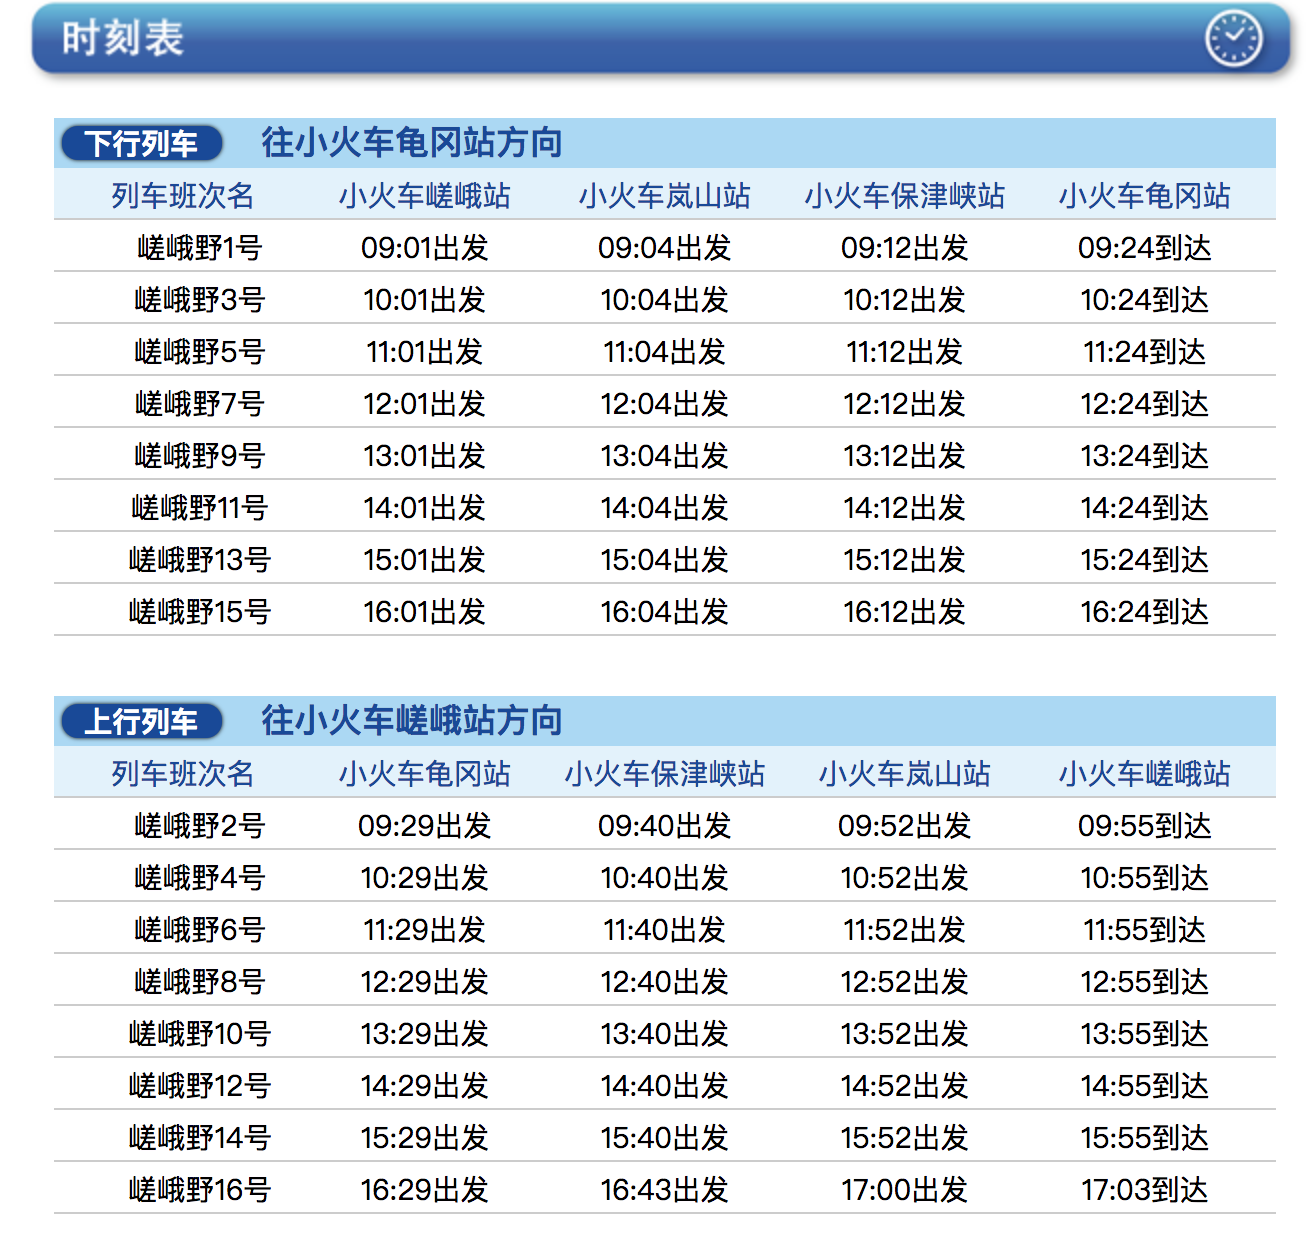 时刻表
下行列车 往小火车龟冈站方向
列车班次名 小火车嵯峨站 小火车岚山站 小火车保津峡站 小火车龟冈站
嵯峨野1号 09:01出发 09:04出发 09:12出发 09:24到达
嵯峨野3号 10:01出发 10:04出发 10:12出发 10:24到达
嵯峨野5号 11:01出发 11:04出发 11:12出发 11:24到达
嵯峨野7号 12:01出发 12:04出发 12:12出发 12:24到达
嵯峨野9号 13:01出发 13:04出发 13:12出发 13:24到达
嵯峨野11号 14:01出发 14:04出发 14:12出发 14:24到达
嵯峨野13号 15:01出发 15:04出发 15:12出发 15:24到达
嵯峨野15号 16:01出发 16:04出发 16:12出发 16:24到达
上行列车 往小火车嵯峨站方向
列车班次名 小火车龟冈站 小火车保津峡站 小火车岚山站 小火车嵯峨站
嵯峨野2号 09:29出发 09:40出发 09:52出发 09:55到达
嵯峨野4号 10:29出发 10:40出发 10:52出发 10:55到达
嵯峨野6号 11:29出发 11:40出发 11:52出发 11:55到达
嵯峨野8号 12:29出发 12:40出发 12:52出发 12:55到达
嵯峨野10号 13:29出发 13:40出发 13:52出发 13:55到达
嵯峨野12号 14:29出发 14:40出发 14:52出发 14:55到达
嵯峨野14号 15:29出发 15:40出发 15:52出发 15:55到达
嵯峨野16号 16:29出发 16:43出发 17:00出发 17:03到达